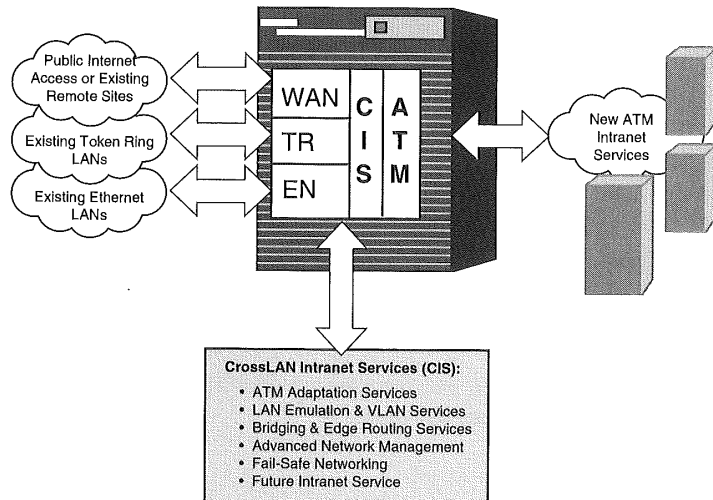 Public Internet
Access or Existing
Remote Sites
Existing Token Ring
LANs
Existing Ethernet
LANs
WAN
TR
EN
CIS
ATM
New ATM
Intranet
Services
CrossLAN Intranet Services (CIS):
• ATM Adaptation Services
• LAN Emulation & VLAN Services
• Bridging & Edge Routing Services
• Advanced Network Management
• Fail-Safe Networking
• Future Intranet Service